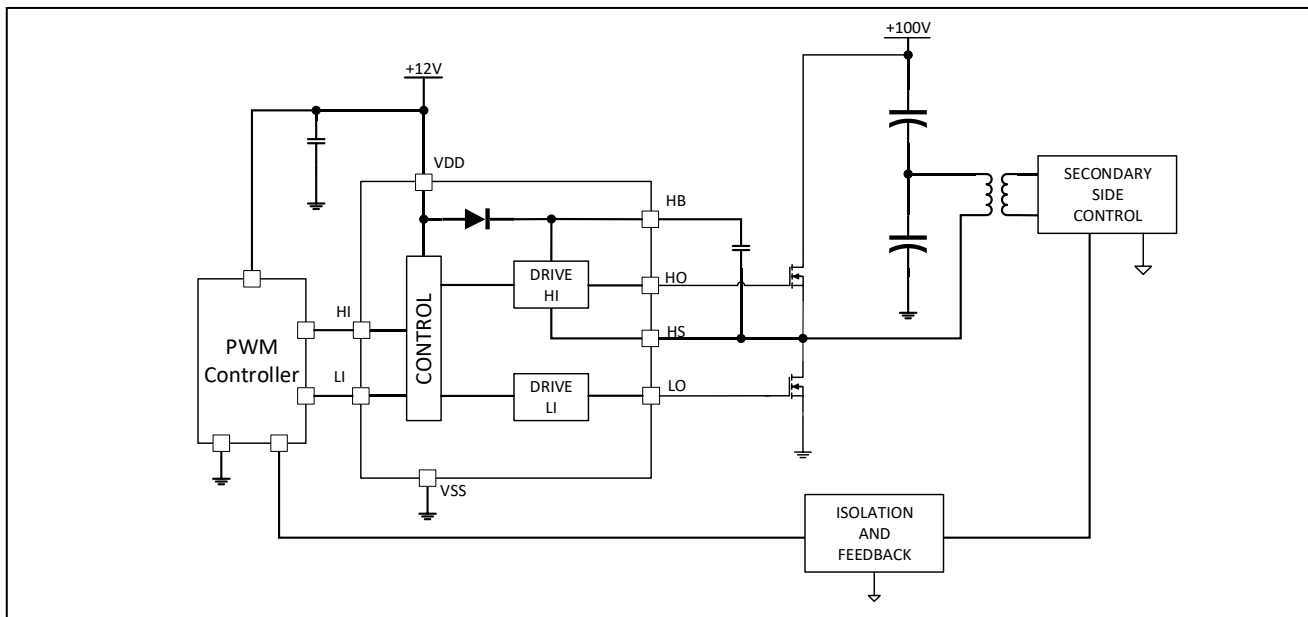 +100V
+12V
VDD
HB
SECONDARY
SIDE
CONTROL
DRIVE
HI
HO
HI
CONTROL
HS
PWM
Controller
LI
DRIVE
LI
LO
VSS
ISOLATION
AND
FEEDBACK